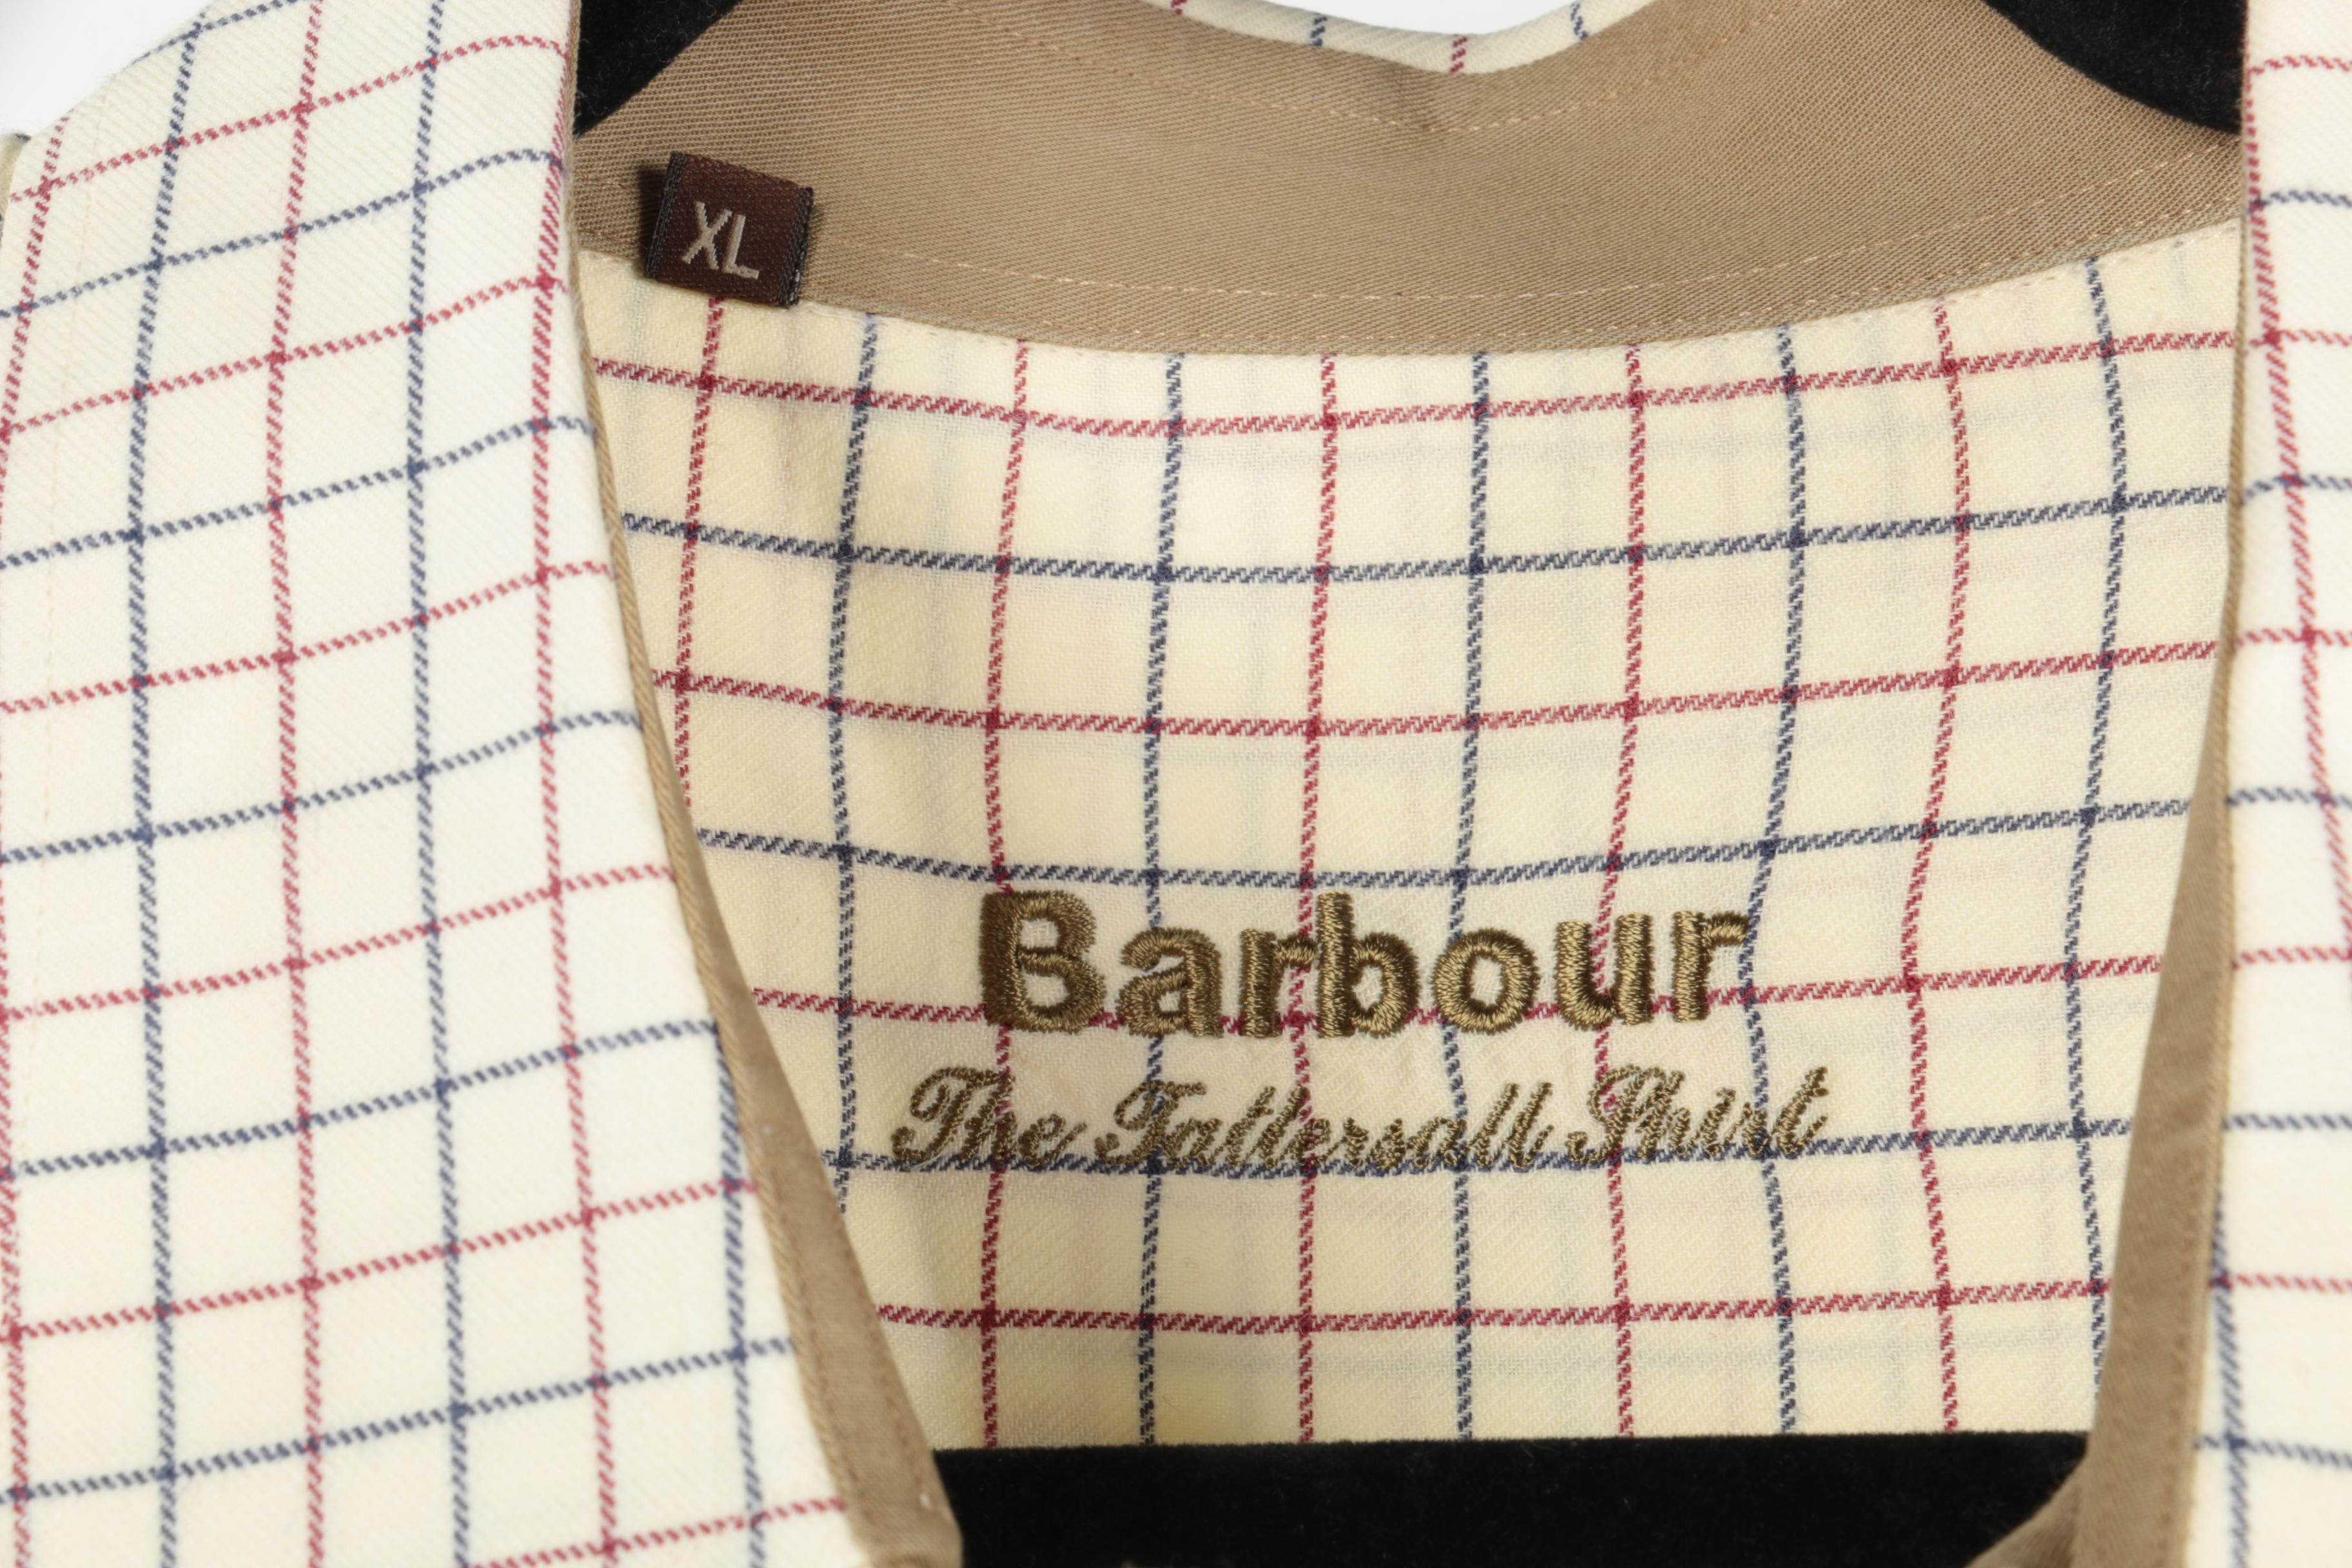 XL
Barbour
The Tattersall Shirt